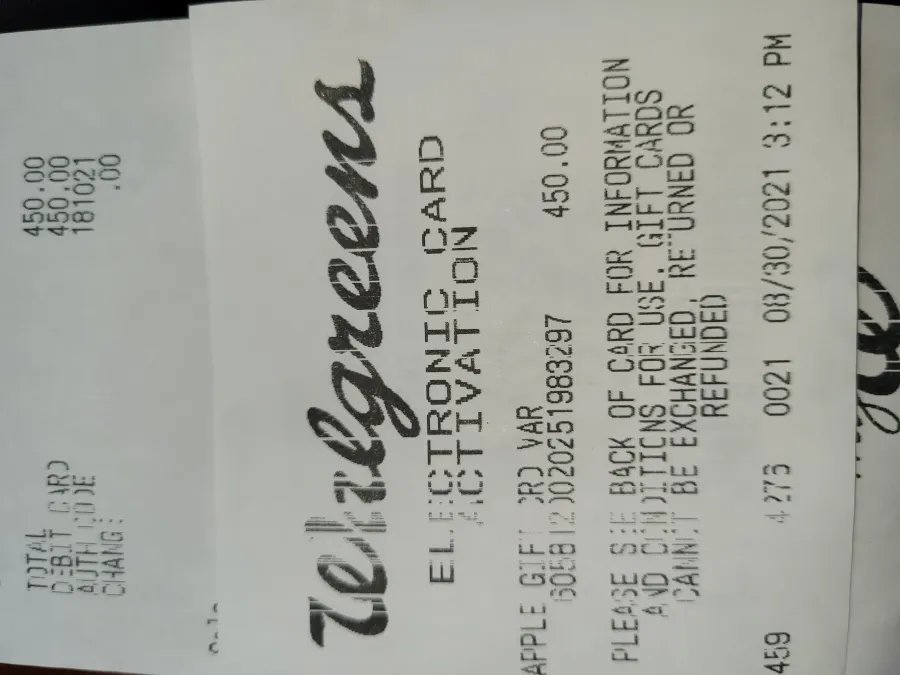 TOTAL 450.00
DEBIT CARD 450.00
AUTH CODE 181021
CHANGE .00
Walgreens
ELECTRONIC CARD
ACTIVATION
APPLE GIFT CRD VAR 450.00
6058120020251983297
PLEASE SEE BACK OF CARD FOR INFORMATION
AND CONDITIONS FOR USE. (GIFT CARDS
CANNOT BE EXCHANGED, RETURNED OR
REFUNDED)
459 4273 0021 08/30/2021 3:12 PM